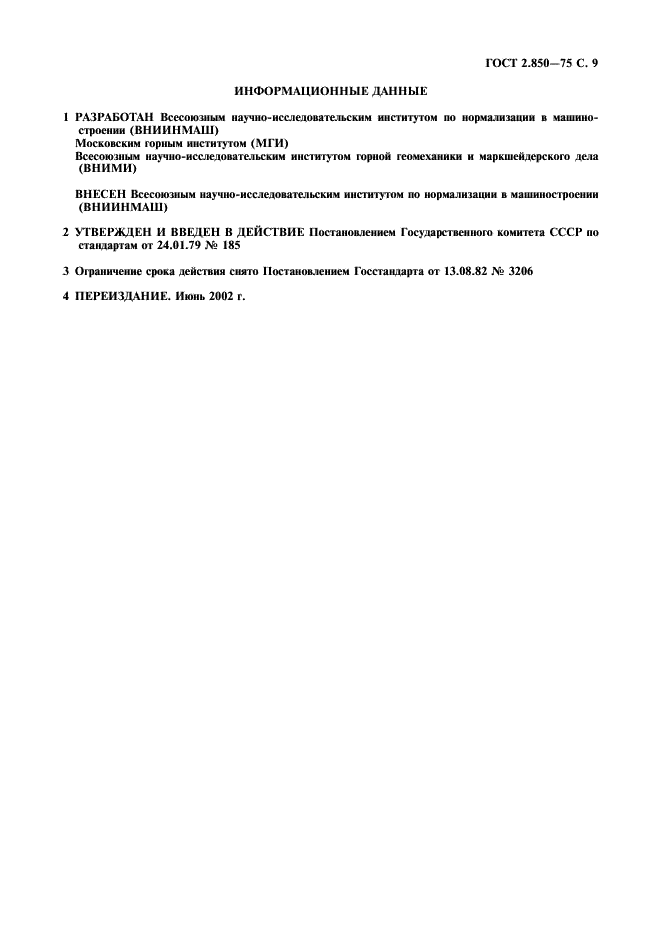 ГОСТ 2.850—75 С. 9
ИНФОРМАЦИОННЫЕ ДАННЫЕ
1 РАЗРАБОТАН Всесоюзным научно-исследовательским институтом по нормализации в машино-
строении (ВНИИНМАШ)
Московским горным институтом (МГИ)
Всесоюзным научно-исследовательским институтом горной геомеханики и маркшейдерского дела
(ВНИМИ)
ВНЕСЕН Всесоюзным научно-исследовательским институтом по нормализации в машиностроении
(ВНИИНМАШ)
2 УТВЕРЖДЕН И ВВЕДЕН В ДЕЙСТВИЕ Постановлением Государственного комитета СССР по
стандартам от 24.01.79 № 185
3 Ограничение срока действия снято Постановлением Госстандарта от 13.08.82 № 3206
4 ПЕРЕИЗДАНИЕ. Июнь 2002 г.